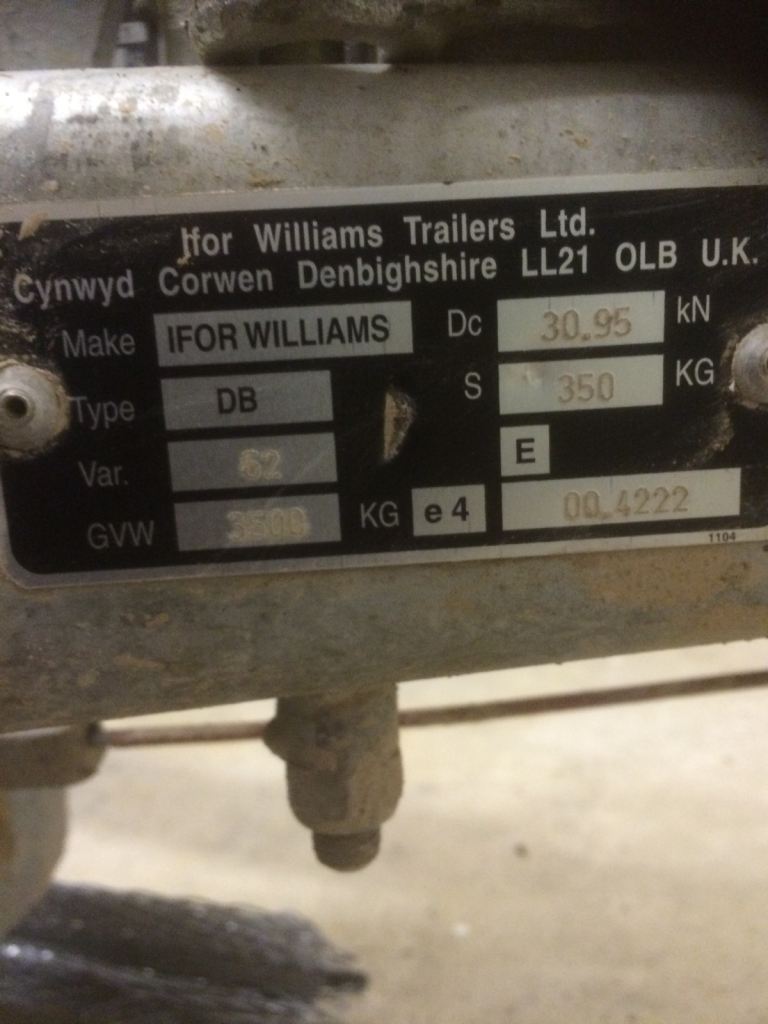 Ifor Williams Trailers Ltd.
Cynwyd Corwen Denbighshire LL21 OLB U.K.
Make IFOR WILLIAMS Dc 30.95 kN
Type DB S 350 KG
Var. 62 E
GVW 3500 KG e4 00.4222
1104